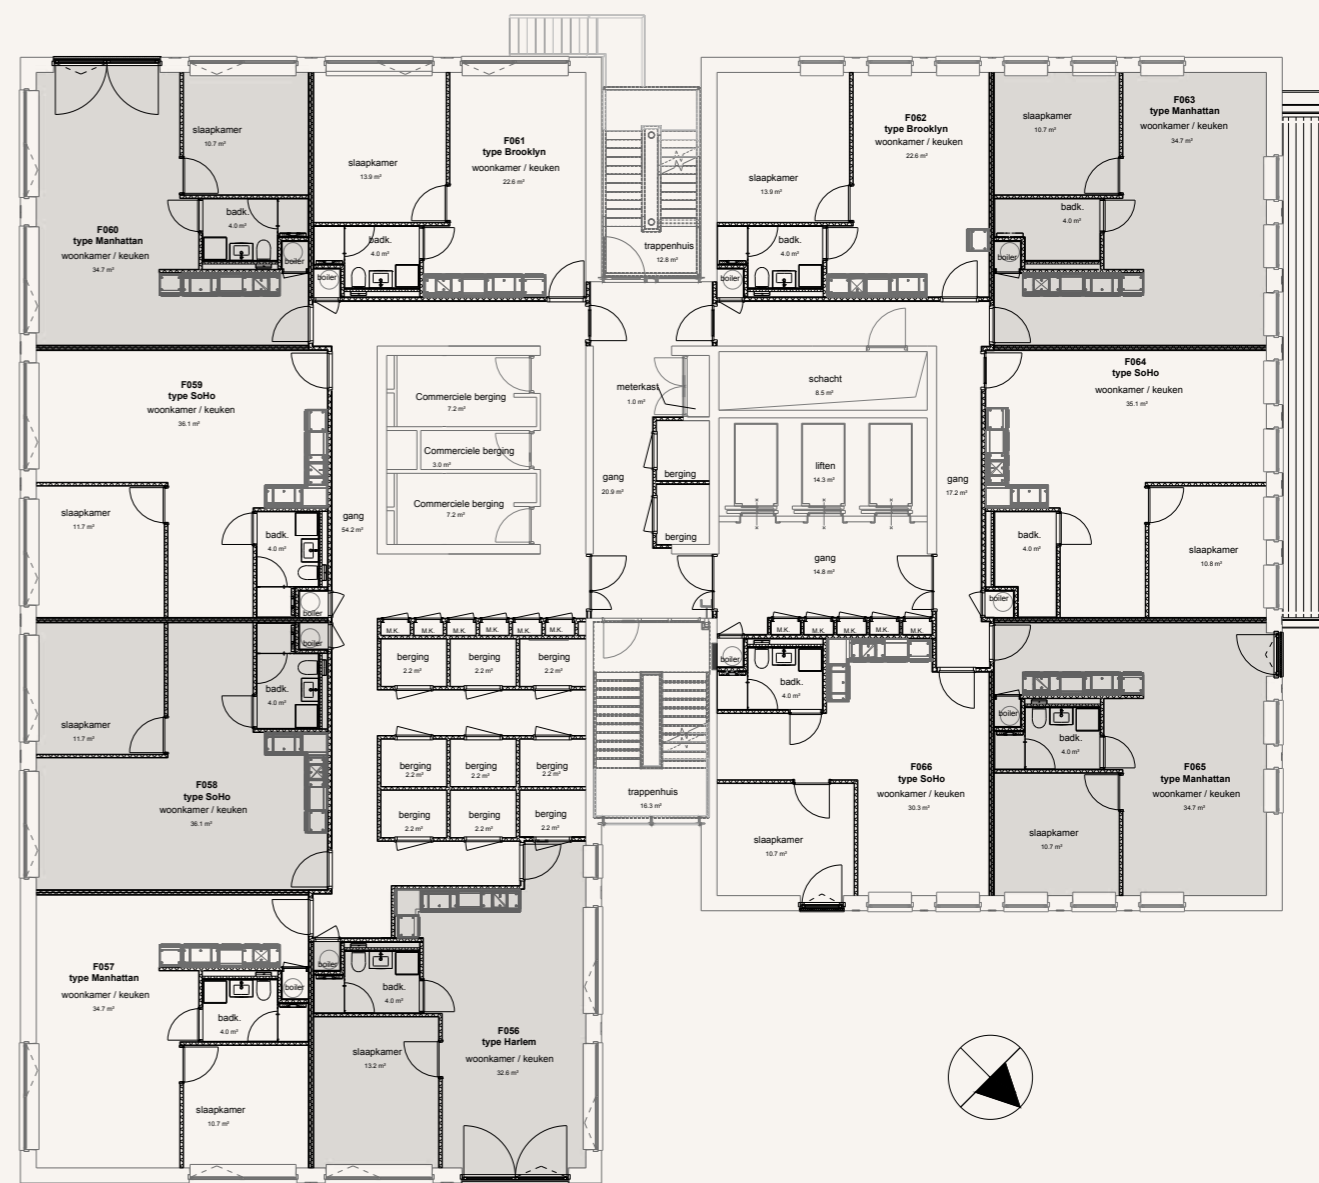 slaapkamer
10.7 m²
badk.
4.0 m²
boiler
F060
type Manhattan
woonkamer / keuken
34.7 m²
slaapkamer
13.9 m²
F061
type Brooklyn
woonkamer / keuken
22.6 m²
badk.
4.0 m²
boiler
trappenhuis
12.8 m²
slaapkamer
13.9 m²
F062
type Brooklyn
woonkamer / keuken
22.6 m²
badk.
4.0 m²
boiler
slaapkamer
10.7 m²
F063
type Manhattan
woonkamer / keuken
34.7 m²
badk.
4.0 m²
boiler
F059
type SoHo
woonkamer / keuken
36.1 m²
slaapkamer
11.7 m²
badk.
4.0 m²
boiler
gang
54.2 m²
Commerciele berging
7.2 m²
Commerciele berging
3.0 m²
Commerciele berging
7.2 m²
gang
20.9 m²
meterkast
1.0 m²
berging
berging
schacht
8.5 m²
liften
14.3 m²
gang
14.8 m²
gang
17.2 m²
F064
type SoHo
woonkamer / keuken
35.1 m²
badk.
4.0 m²
slaapkamer
10.8 m²
boiler
boiler
badk.
4.0 m²
slaapkamer
11.7 m²
F058
type SoHo
woonkamer / keuken
36.1 m²
M.K.
M.K.
M.K.
M.K.
M.K.
M.K.
berging
2.2 m²
berging
2.2 m²
berging
2.2 m²
berging
2.2 m²
berging
2.2 m²
berging
2.2 m²
berging
2.2 m²
berging
2.2 m²
berging
2.2 m²
trappenhuis
16.3 m²
M.K.
M.K.
M.K.
M.K.
M.K.
boiler
badk.
4.0 m²
F066
type SoHo
woonkamer / keuken
30.3 m²
slaapkamer
10.7 m²
boiler
badk.
4.0 m²
F065
type Manhattan
woonkamer / keuken
34.7 m²
slaapkamer
10.7 m²
F057
type Manhattan
woonkamer / keuken
34.7 m²
boiler
badk.
4.0 m²
slaapkamer
10.7 m²
boiler
badk.
4.0 m²
slaapkamer
13.2 m²
F056
type Harlem
woonkamer / keuken
32.6 m²